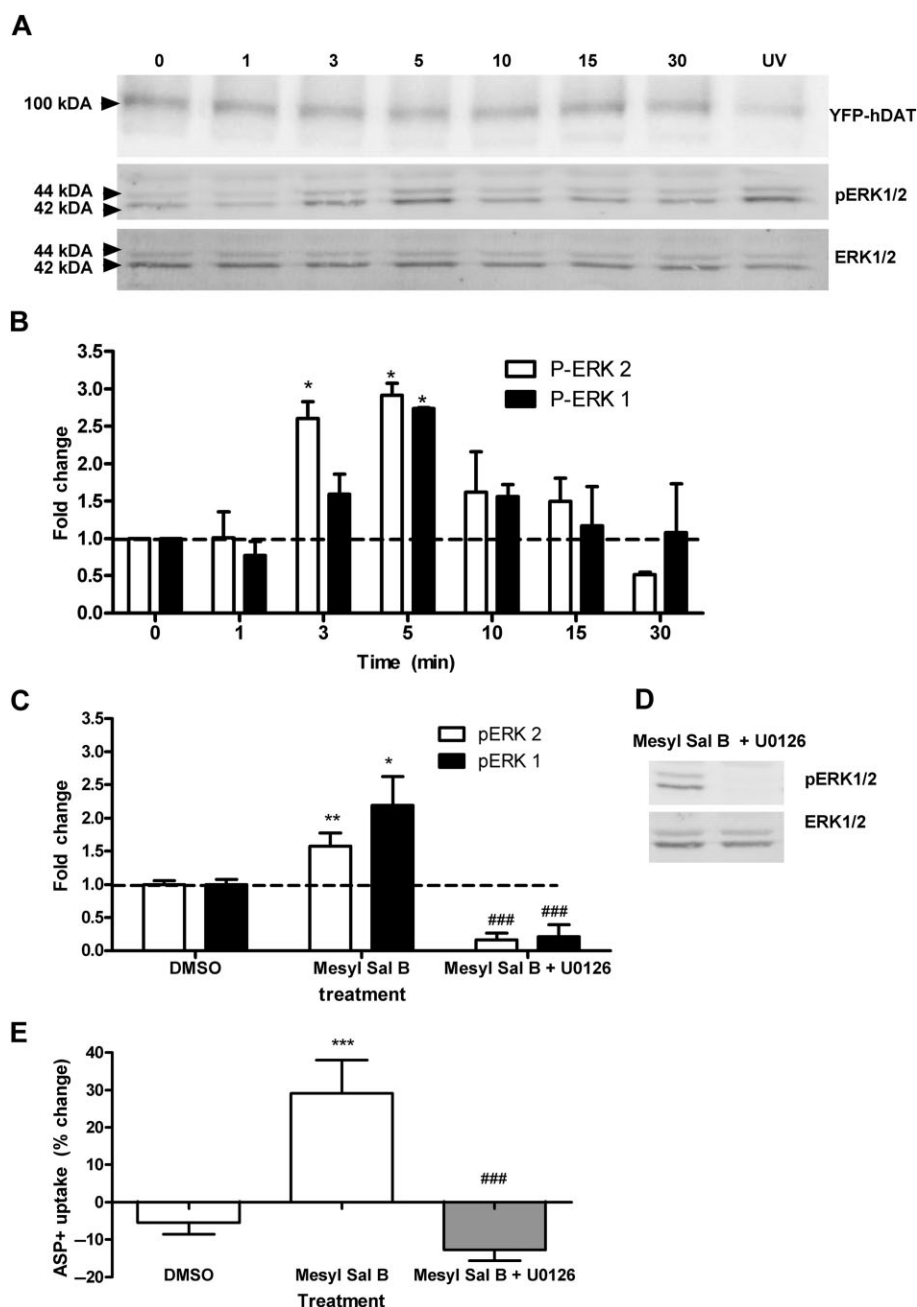 A
0 1 3 5 10 15 30 UV
100 kDA
YFP-hDAT
44 kDA
42 kDA
pERK1/2
44 kDA
42 kDA
ERK1/2
B
3.5
3.0
2.5
2.0
1.5
1.0
0.5
0.0
Fold change
* * *
P-ERK 2
P-ERK 1
0 1 3 5 10 15 30
Time (min)
C
3.5
3.0
2.5
2.0
1.5
1.0
0.5
0.0
Fold change
pERK 2
pERK 1
** *
### ###
DMSO Mesyl Sal B Mesyl Sal B + U0126
treatment
D
Mesyl Sal B + U0126
pERK1/2
ERK1/2
E
40
30
20
10
0
–10
–20
ASP+ uptake (% change)
***
###
DMSO Mesyl Sal B Mesyl Sal B + U0126
Treatment